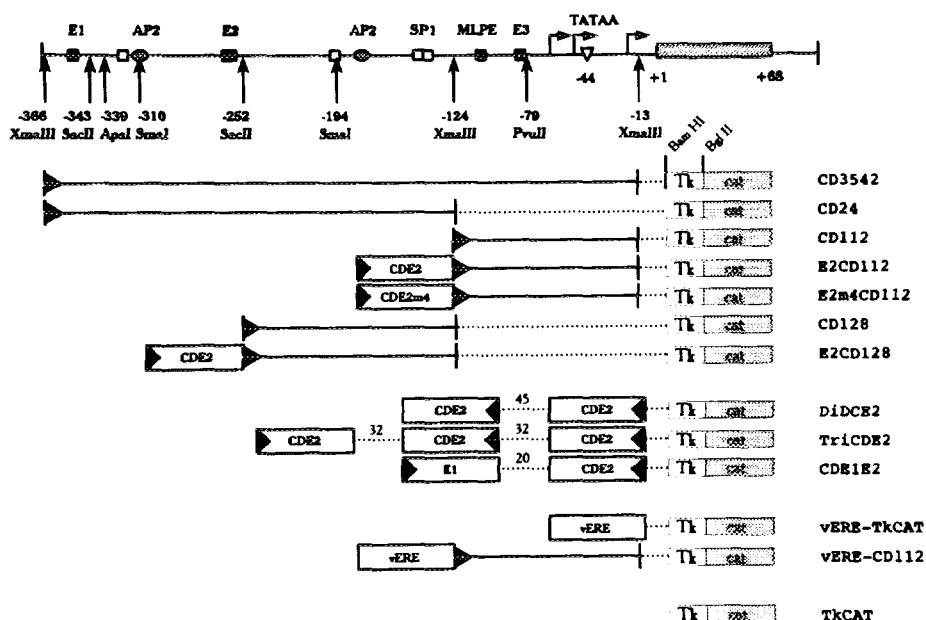 E1 AP2 E2 AP2 SP1 MLPE E3 TATAA
-44 +1 +68
-366 -343 -339 -310 -252 -194 -124 -79 -13
XmaIII SacII ApaI SmaI SacII SmaI XmaIII PvuII XmaIII
Bam HI Bgl II
Tk cat CD3542
Tk cat CD24
Tk cat CD112
CDE2 Tk cat E2CD112
CDE2m4 Tk cat E2m4CD112
Tk cat CD128
CDE2 Tk cat E2CD128
CDE2 45 CDE2 Tk cat DiDCE2
CDE2 32 CDE2 32 CDE2 Tk cat TriCDE2
E1 20 CDE2 Tk cat CDE1E2
vERE Tk cat vERE-TkCAT
vERE Tk cat vERE-CD112
Tk cat TkCAT